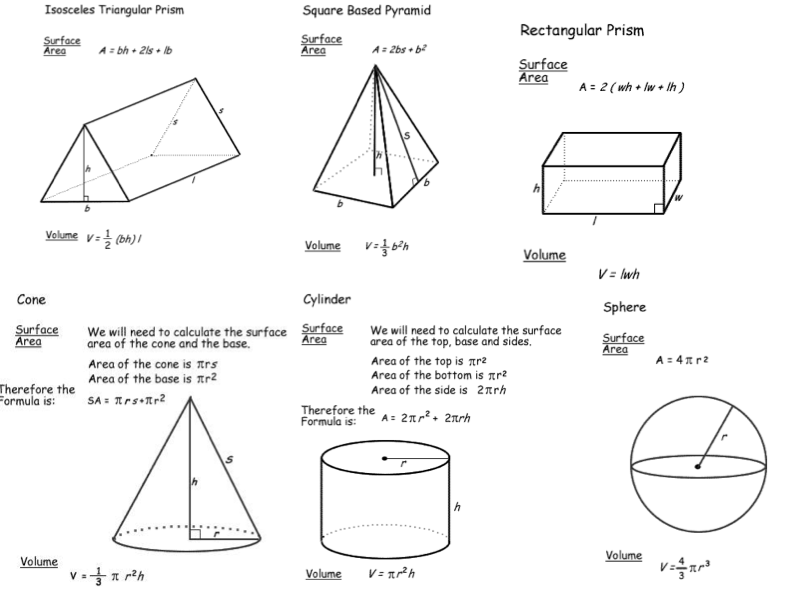 Isosceles Triangular Prism
Surface
Area
A = bh + 2ls + lb
s
s
h
l
b
Volume
V = 1/2 (bh) l
Square Based Pyramid
Surface
Area
A = 2bs + b²
s
h
b
b
Volume
V = 1/3 b²h
Rectangular Prism
Surface
Area
A = 2 ( wh + lw + lh )
h
w
l
Volume
V = lwh
Cone
Surface
Area
We will need to calculate the surface
area of the cone and the base.
Area of the cone is πrs
Area of the base is πr2
Therefore the
Formula is:
SA = πrs+πr2
s
h
r
Volume
V = 1/3 π r²h
Cylinder
Surface
Area
We will need to calculate the surface
area of the top, base and sides.
Area of the top is πr2
Area of the bottom is πr2
Area of the side is 2πrh
Therefore the
Formula is:
A = 2πr² + 2πrh
r
h
Volume
V = πr²h
Sphere
Surface
Area
A = 4πr²
r
Volume
V = 4/3 πr³